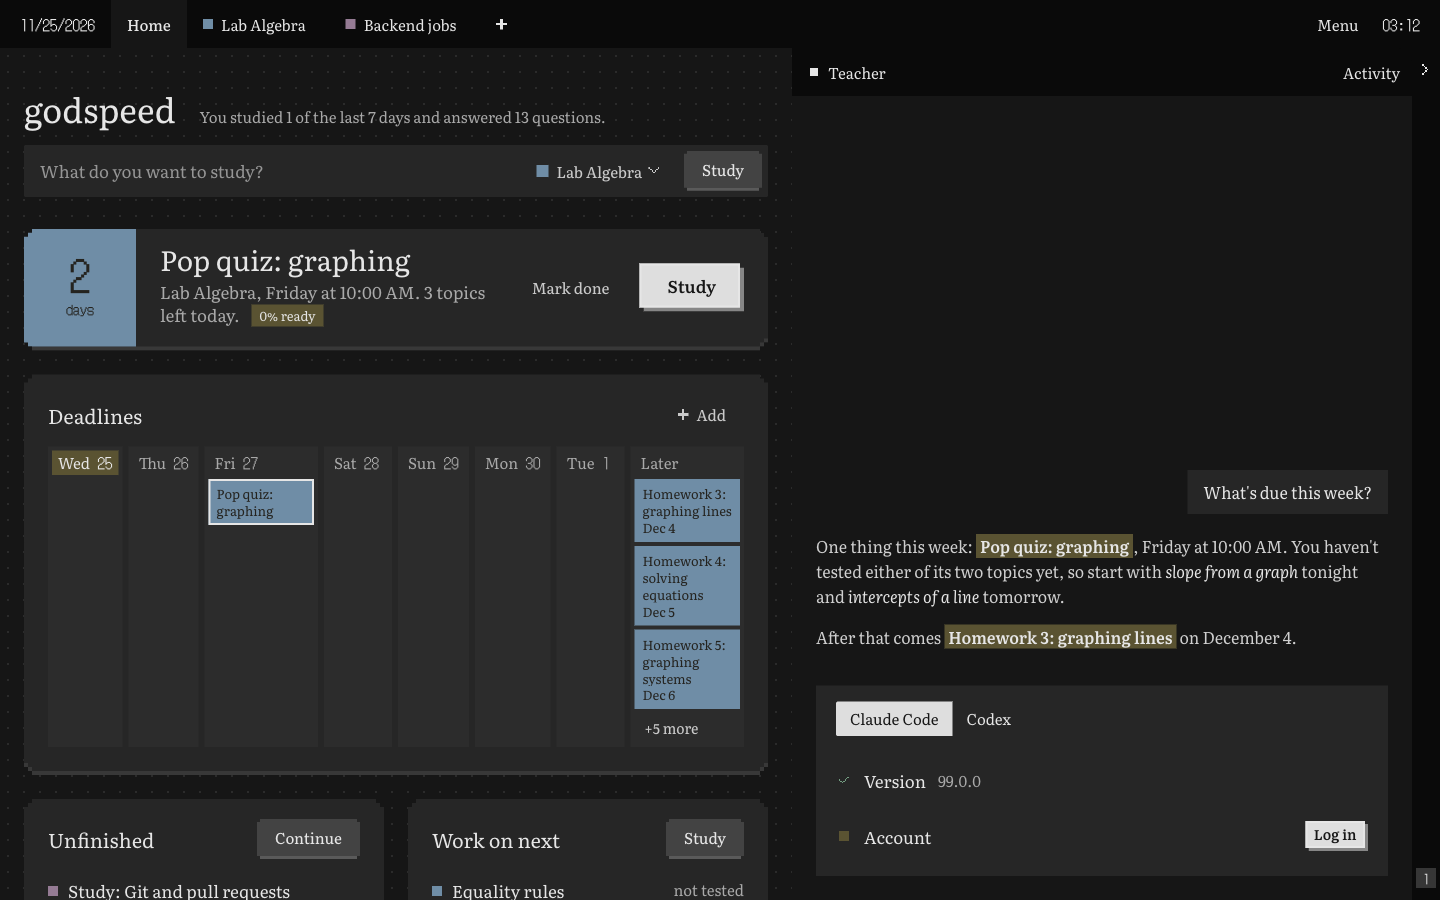 11/25/2026
Home
Lab Algebra
Backend jobs
+
Menu
03:12
godspeed
You studied 1 of the last 7 days and answered 13 questions.
What do you want to study?
Lab Algebra
Study
2
days
Pop quiz: graphing
Lab Algebra, Friday at 10:00 AM. 3 topics
left today.
0% ready
Mark done
Study
Deadlines
+ Add
Wed 25
Thu 26
Fri 27
Sat 28
Sun 29
Mon 30
Tue 1
Later
Pop quiz:
graphing
Homework 3:
graphing lines
Dec 4
Homework 4:
solving
equations
Dec 5
Homework 5:
graphing
systems
Dec 6
+5 more
Unfinished
Continue
Study: Git and pull requests
Work on next
Study
Equality rules
not tested
Teacher
Activity
What's due this week?
One thing this week: Pop quiz: graphing, Friday at 10:00 AM. You haven't
tested either of its two topics yet, so start with slope from a graph tonight
and intercepts of a line tomorrow.
After that comes Homework 3: graphing lines on December 4.
Claude Code
Codex
Version 99.0.0
Account
Log in
1